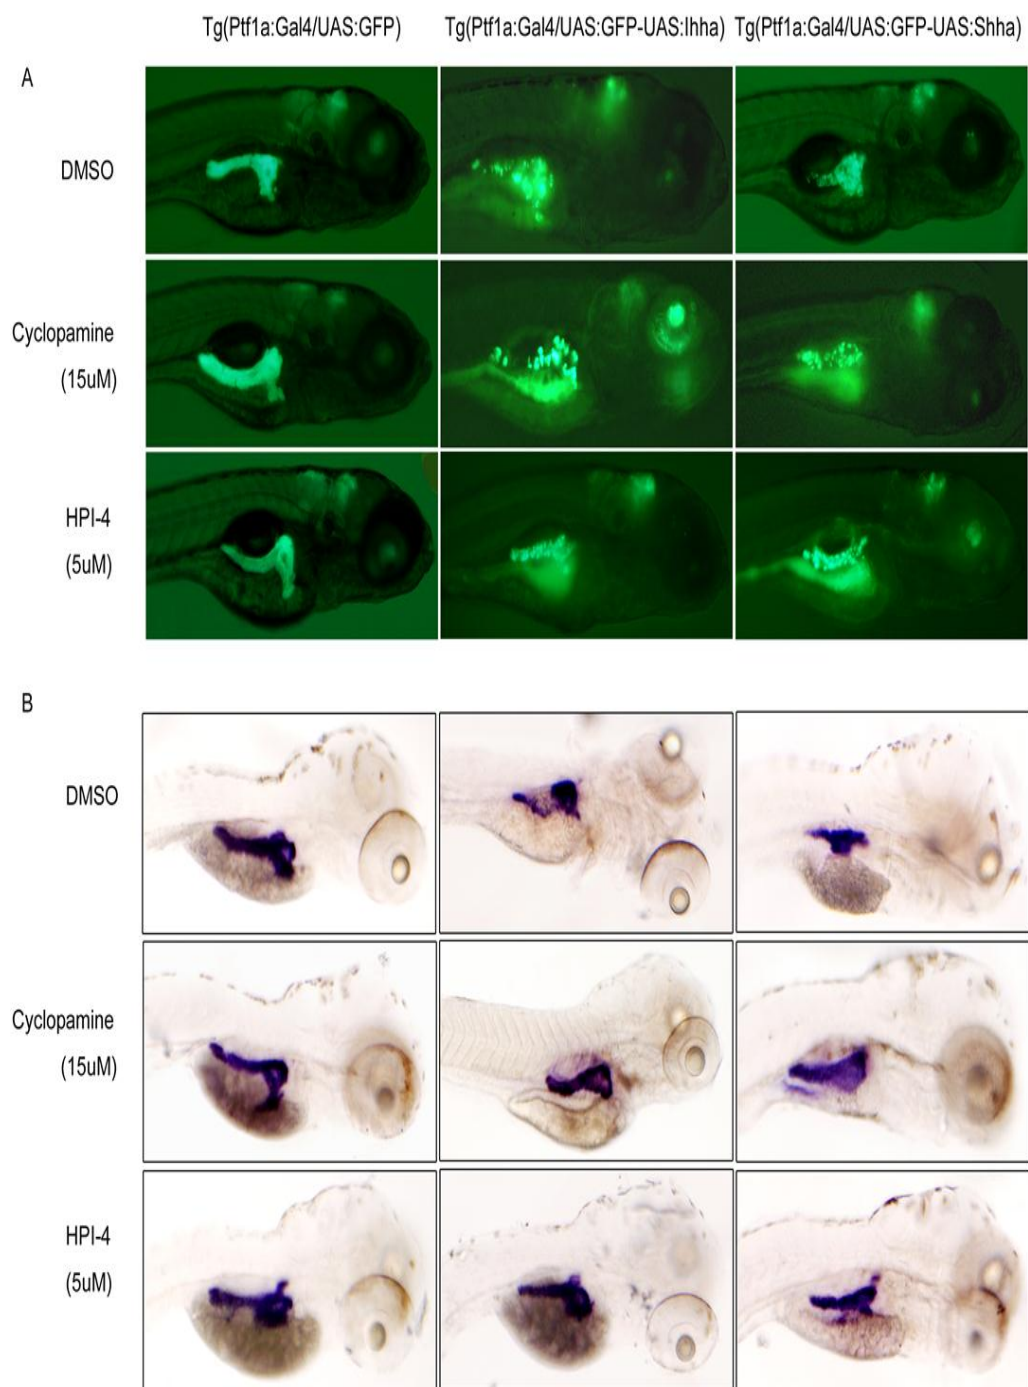 Tg(Ptf1a:Gal4/UAS:GFP) Tg(Ptf1a:Gal4/UAS:GFP-UAS:Ihha) Tg(Ptf1a:Gal4/UAS:GFP-UAS:Shha)
A
DMSO
Cyclopamine
(15uM)
HPI-4
(5uM)
B
DMSO
Cyclopamine
(15uM)
HPI-4
(5uM)